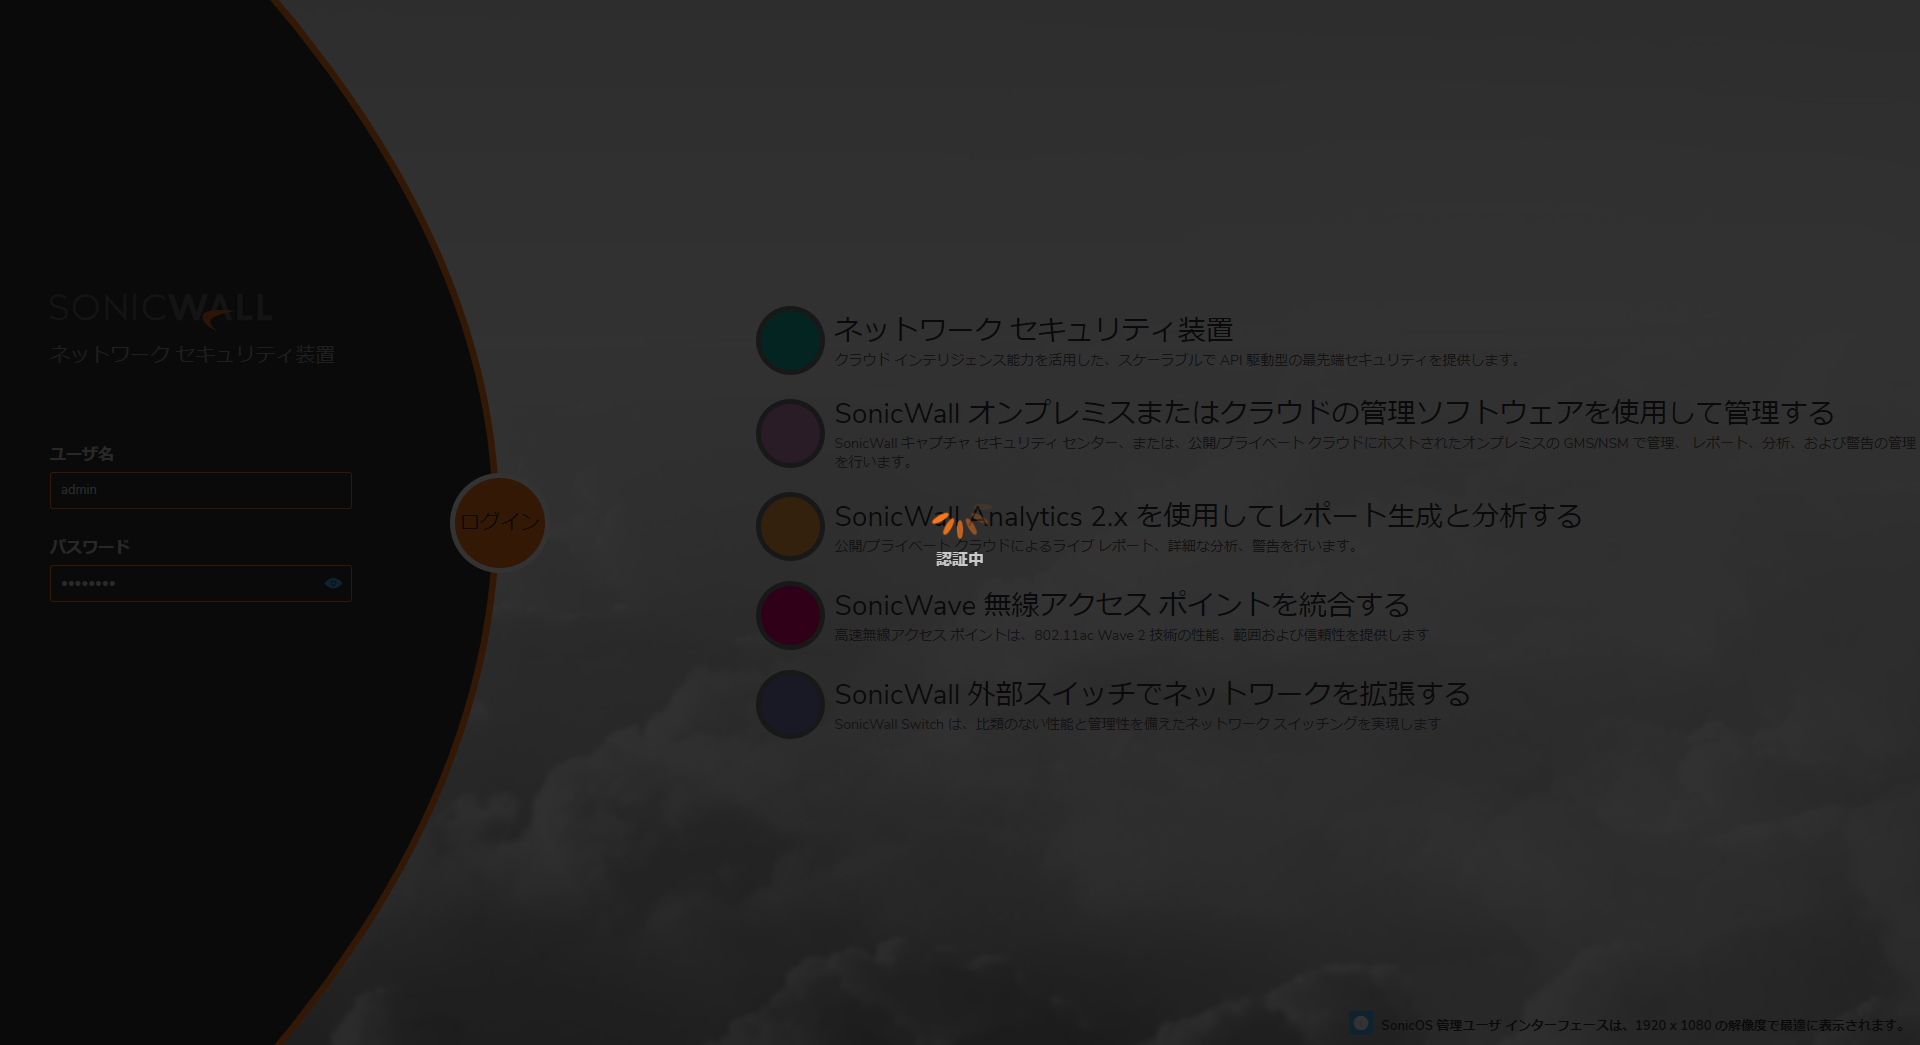 SONICWALL
ネットワーク セキュリティ装置
ユーザ名
admin
パスワード
••••••••
ログイン
ネットワーク セキュリティ装置
クラウド インテリジェンス能力を活用した、スケーラブルで API 駆動型の最先端セキュリティを提供します。
SonicWall オンプレミスまたはクラウドの管理ソフトウェアを使用して管理する
SonicWall キャプチャ セキュリティ センター、または、公開/プライベート クラウドにホストされたオンプレミスの GMS/NSM で管理、 レポート、分析、および警告の管理
を行います。
SonicWall Analytics 2.x を使用してレポート生成と分析する
公開/プライベート クラウドによるライブ レポート、詳細な分析、警告を行います。
認証中
SonicWave 無線アクセス ポイントを統合する
高速無線アクセス ポイントは、802.11ac Wave 2 技術の性能、範囲および信頼性を提供します
SonicWall 外部スイッチでネットワークを拡張する
SonicWall Switch は、比類のない性能と管理性を備えたネットワーク スイッチングを実現します
SonicOS 管理ユーザ インターフェースは、1920 x 1080 の解像度で最適に表示されます。